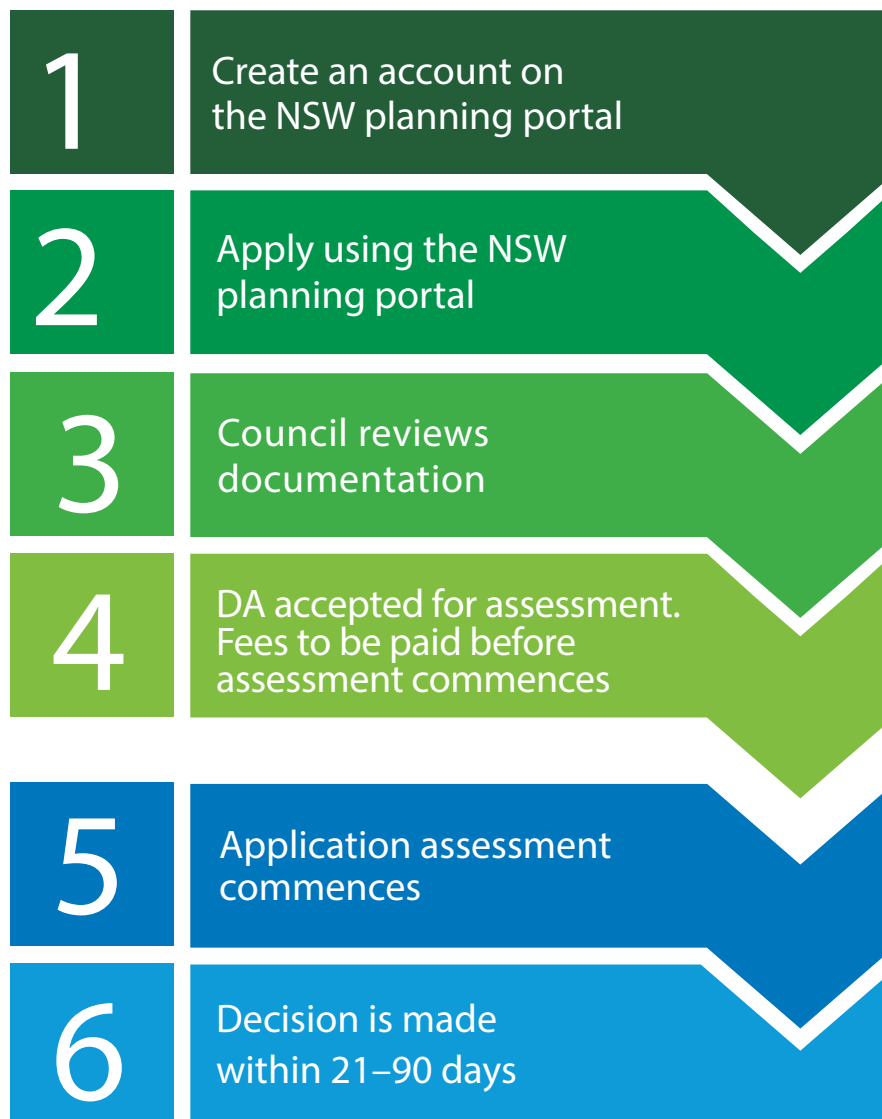 1
Create an account on
the NSW planning portal
2
Apply using the NSW
planning portal
3
Council reviews
documentation
4
DA accepted for assessment.
Fees to be paid before
assessment commences
5
Application assessment
commences
6
Decision is made
within 21–90 days